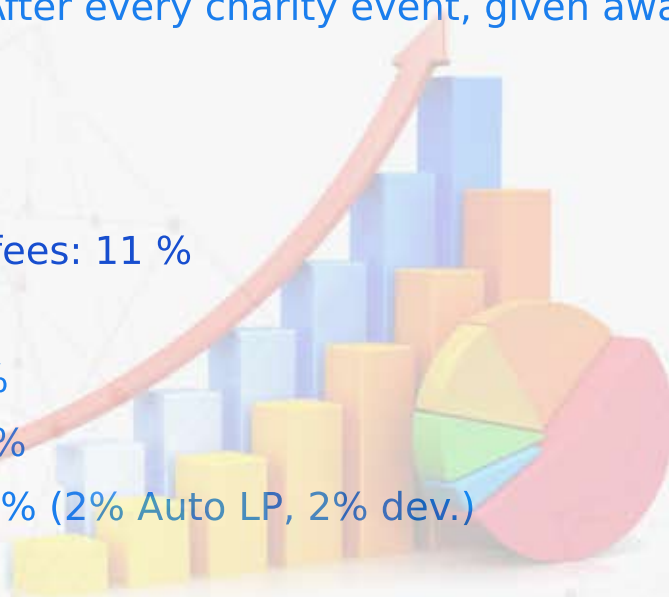 After every charity event, given awa
fees: 11 %
%
%
% (2% Auto LP, 2% dev.)